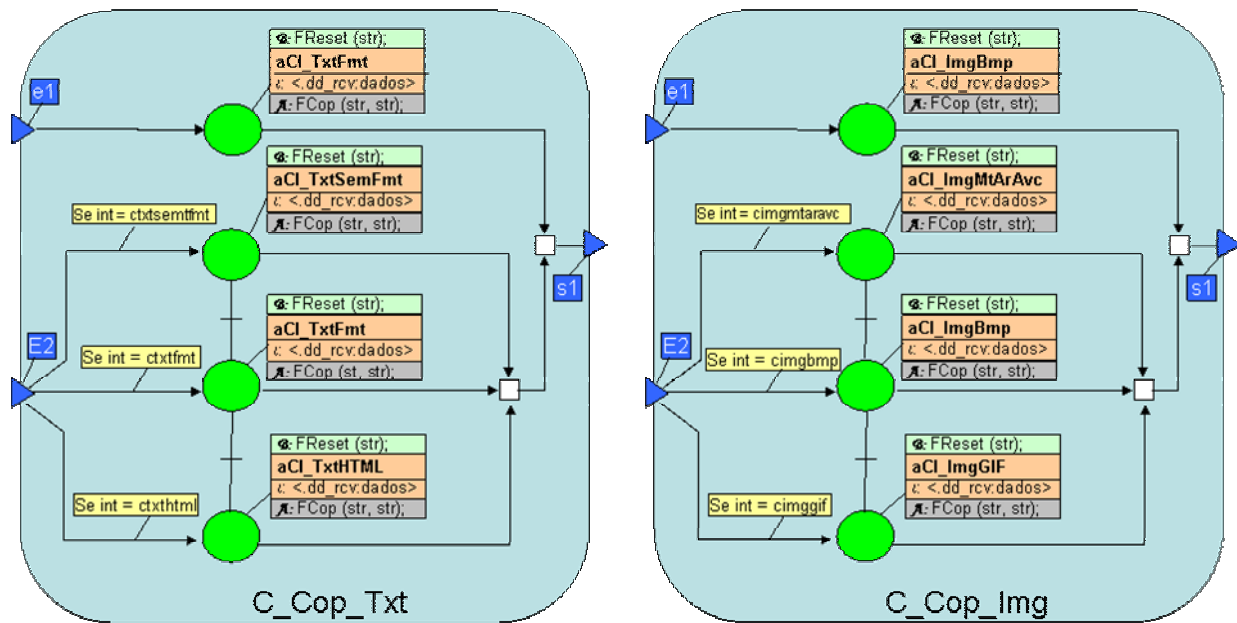 FReset (str);
aCl_TxtFmt
<.dd_rcv:dados>
FCop (str, str);
e1
FReset (str);
aCl_TxtSemFmt
<.dd_rcv:dados>
FCop (str, str);
Se int = ctxtsemtfmt
s1
E2
FReset (str);
aCl_TxtFmt
<.dd_rcv:dados>
FCop (st, str);
Se int = ctxtfmt
FReset (str);
aCl_TxtHTML
<.dd_rcv:dados>
FCop (str, str);
Se int = ctxthtml
C_Cop_Txt
FReset (str);
aCl_ImgBmp
<.dd_rcv:dados>
FCop (str, str);
e1
FReset (str);
aCl_ImgMtArAvc
<.dd_rcv:dados>
FCop (str, str);
Se int = cimgmtaravc
s1
E2
FReset (str);
aCl_ImgBmp
<.dd_rcv:dados>
FCop (str, str);
Se int = cimgbmp
FReset (str);
aCl_ImgGIF
<.dd_rcv:dados>
FCop (str, str);
Se int = cimggif
C_Cop_Img